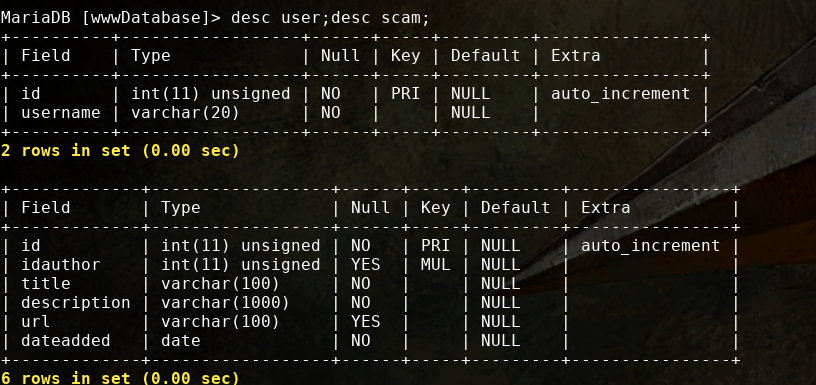 MariaDB [wwwDatabase]> desc user;desc scam;
+----------+------------------+------+-----+---------+----------------+
| Field    | Type             | Null | Key | Default | Extra          |
+----------+------------------+------+-----+---------+----------------+
| id       | int(11) unsigned | NO   | PRI | NULL    | auto_increment |
| username | varchar(20)      | NO   |     | NULL    |                |
+----------+------------------+------+-----+---------+----------------+
2 rows in set (0.00 sec)

+-------------+------------------+------+-----+---------+----------------+
| Field       | Type             | Null | Key | Default | Extra          |
+-------------+------------------+------+-----+---------+----------------+
| id          | int(11) unsigned | NO   | PRI | NULL    | auto_increment |
| idauthor    | int(11) unsigned | YES  | MUL | NULL    |                |
| title       | varchar(100)     | NO   |     | NULL    |                |
| description | varchar(1000)    | NO   |     | NULL    |                |
| url         | varchar(100)     | YES  |     | NULL    |                |
| dateadded   | date             | NO   |     | NULL    |                |
+-------------+------------------+------+-----+---------+----------------+
6 rows in set (0.00 sec)